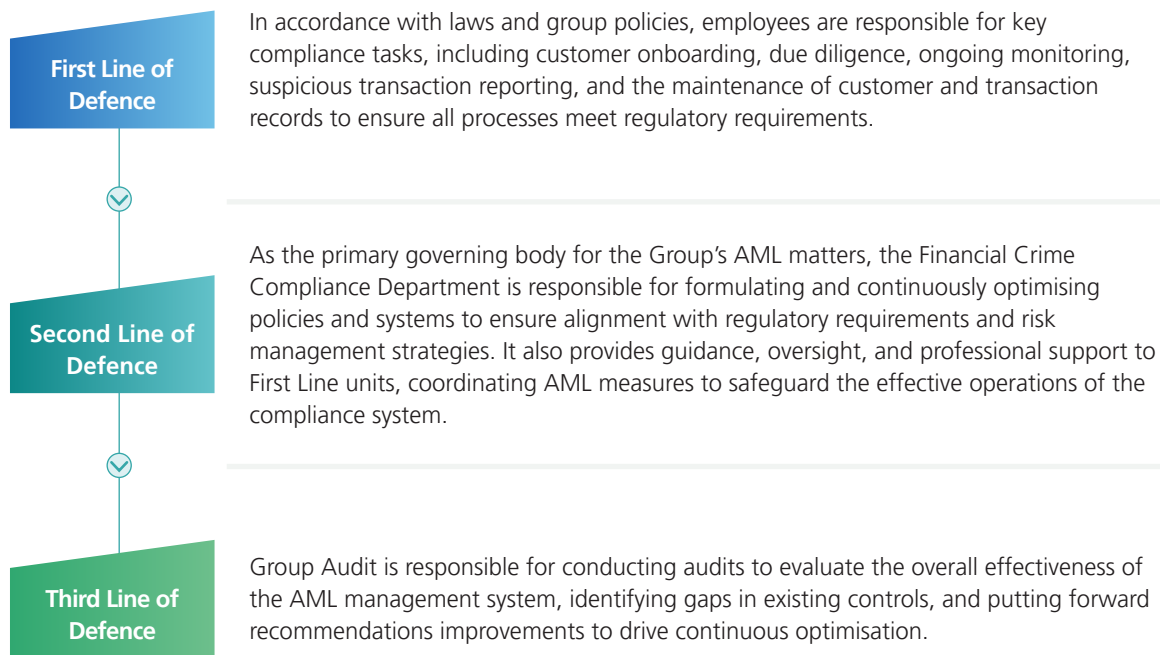 First Line of
Defence
In accordance with laws and group policies, employees are responsible for key
compliance tasks, including customer onboarding, due diligence, ongoing monitoring,
suspicious transaction reporting, and the maintenance of customer and transaction
records to ensure all processes meet regulatory requirements.
Second Line of
Defence
As the primary governing body for the Group’s AML matters, the Financial Crime
Compliance Department is responsible for formulating and continuously optimising
policies and systems to ensure alignment with regulatory requirements and risk
management strategies. It also provides guidance, oversight, and professional support to
First Line units, coordinating AML measures to safeguard the effective operations of the
compliance system.
Third Line of
Defence
Group Audit is responsible for conducting audits to evaluate the overall effectiveness of
the AML management system, identifying gaps in existing controls, and putting forward
recommendations improvements to drive continuous optimisation.